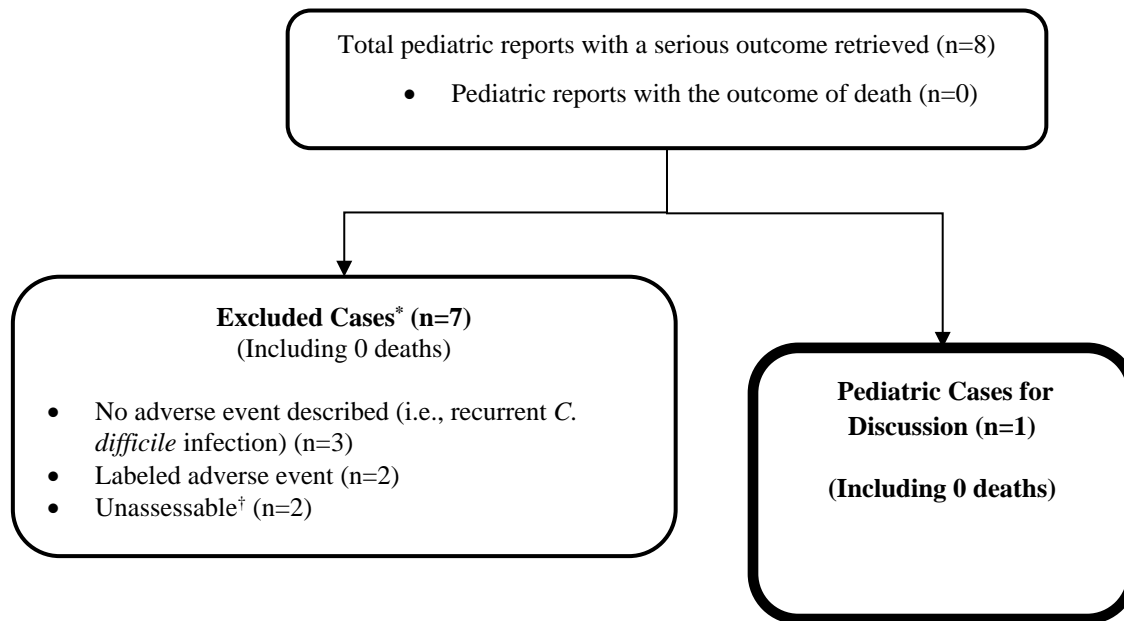 Total pediatric reports with a serious outcome retrieved (n=8)
• Pediatric reports with the outcome of death (n=0)
Excluded Cases* (n=7)
(Including 0 deaths)
• No adverse event described (i.e., recurrent C.
difficile infection) (n=3)
• Labeled adverse event (n=2)
• Unassessable† (n=2)
Pediatric Cases for
Discussion (n=1)
(Including 0 deaths)